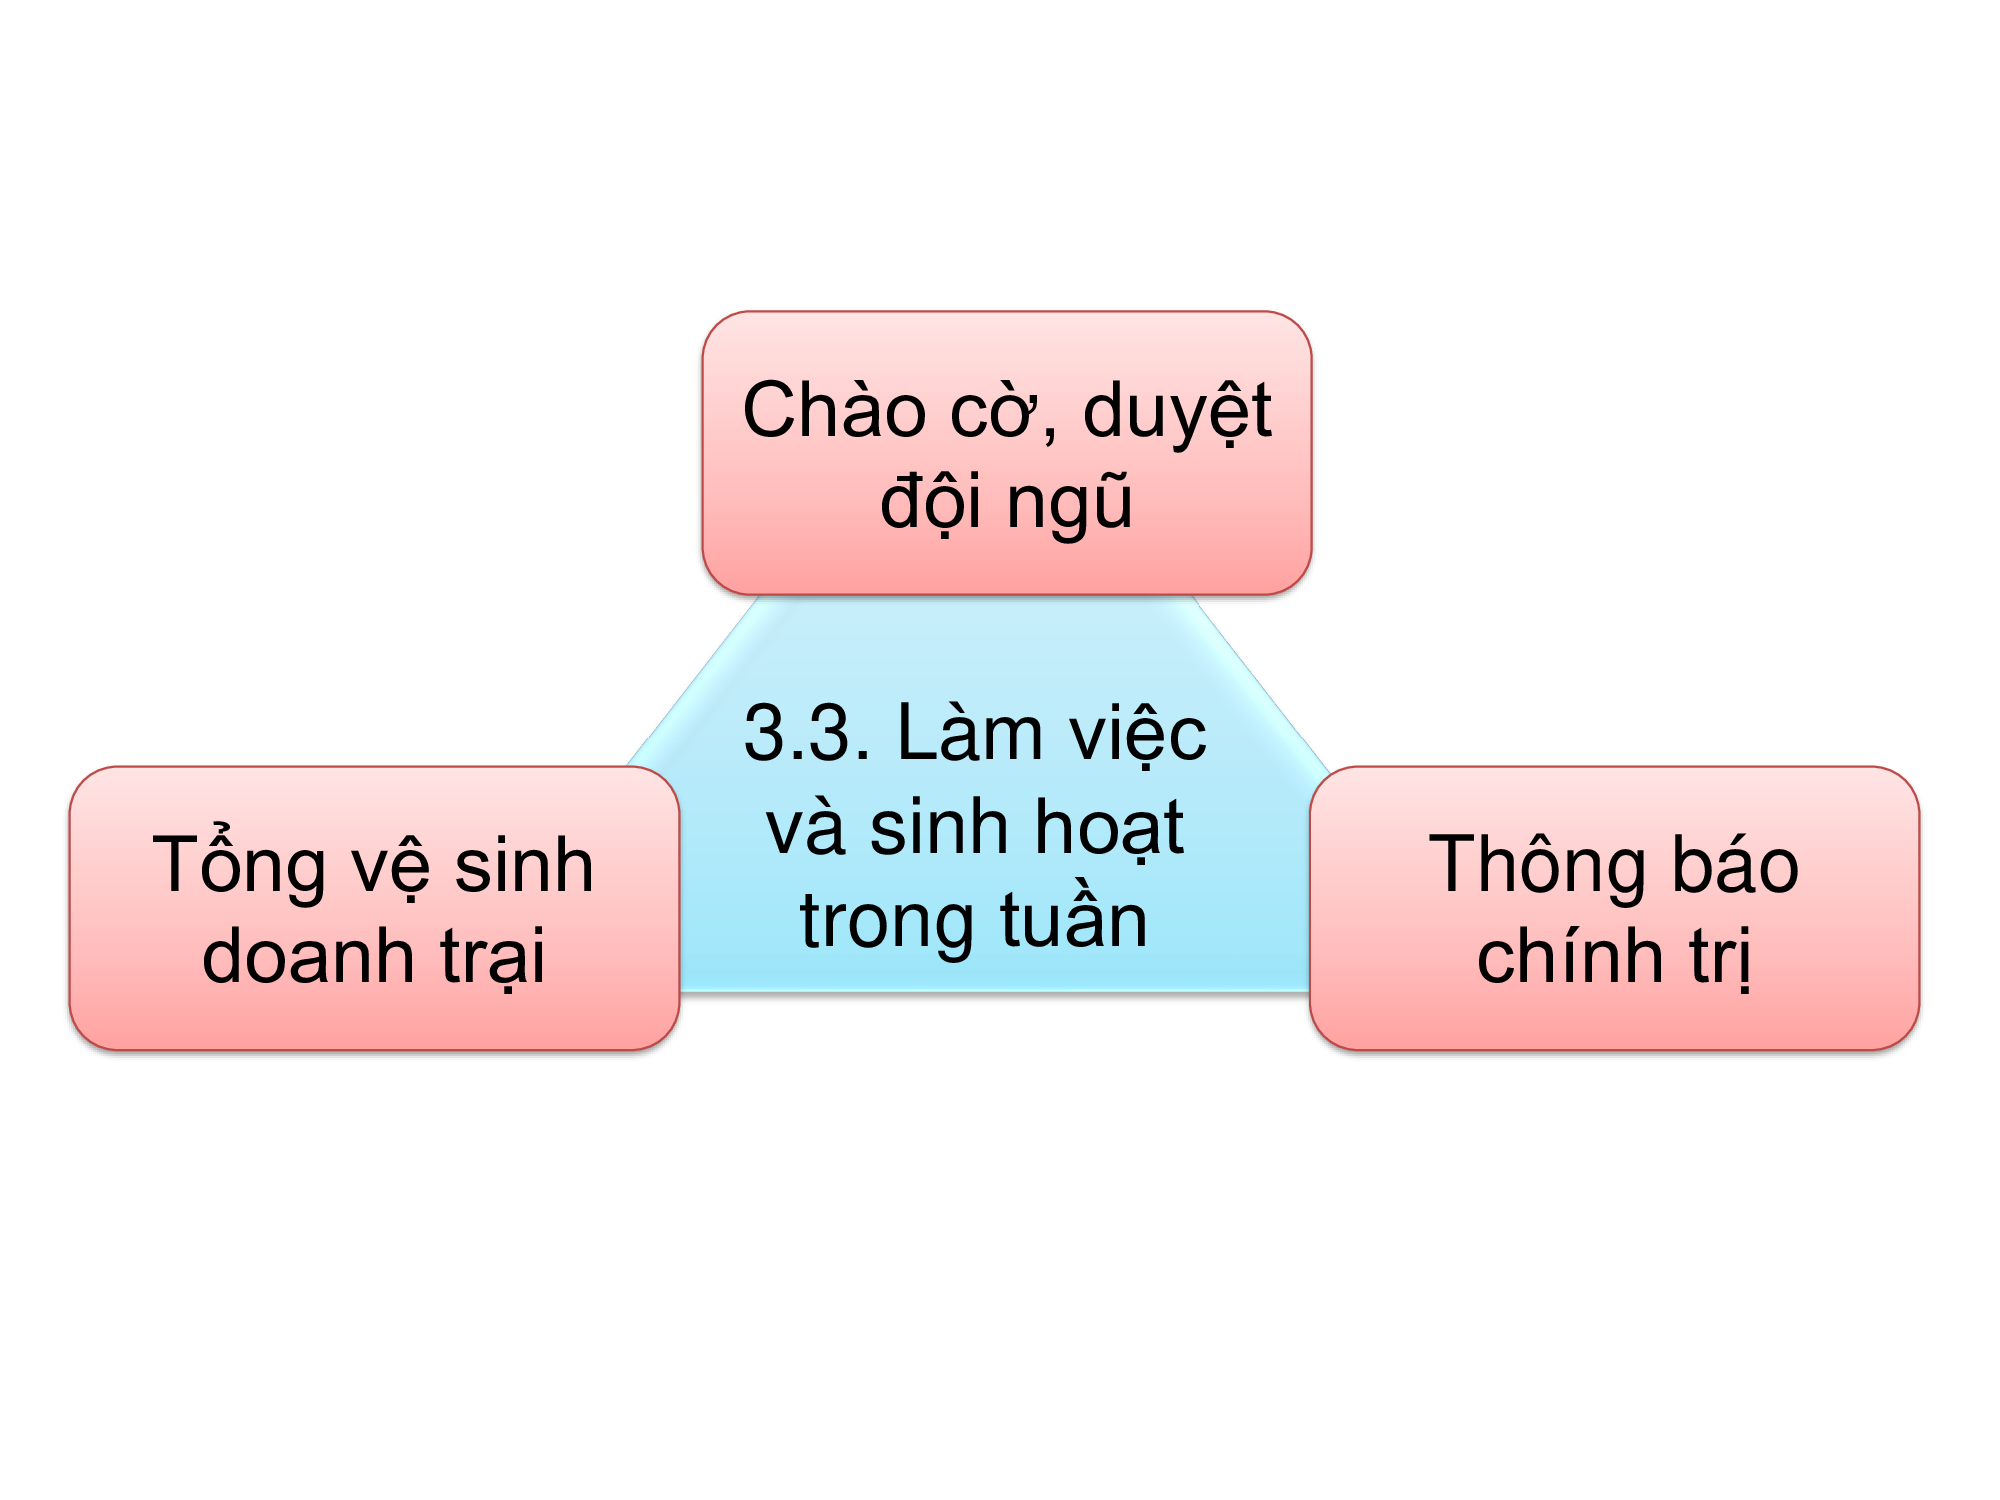 Chào cờ, duyệt
đội ngũ
3.3. Làm việc
và sinh hoạt
trong tuần
Tổng vệ sinh
doanh trại
Thông báo
chính trị